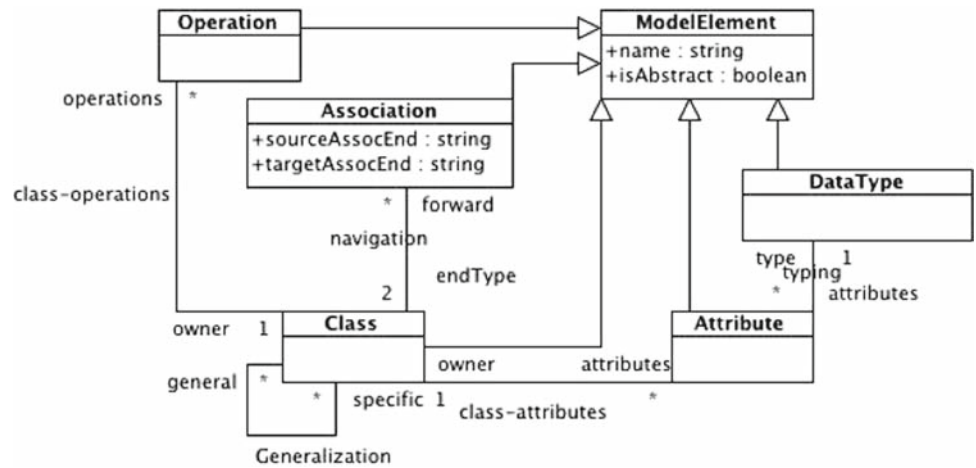 Operation
ModelElement
+name : string
+isAbstract : boolean
operations *
Association
+sourceAssocEnd : string
+targetAssocEnd : string
class-operations
DataType
* forward
navigation
type 1
typing
endType
* attributes
2
owner 1
Class
Attribute
owner
attributes
general *
* specific 1
class-attributes *
Generalization